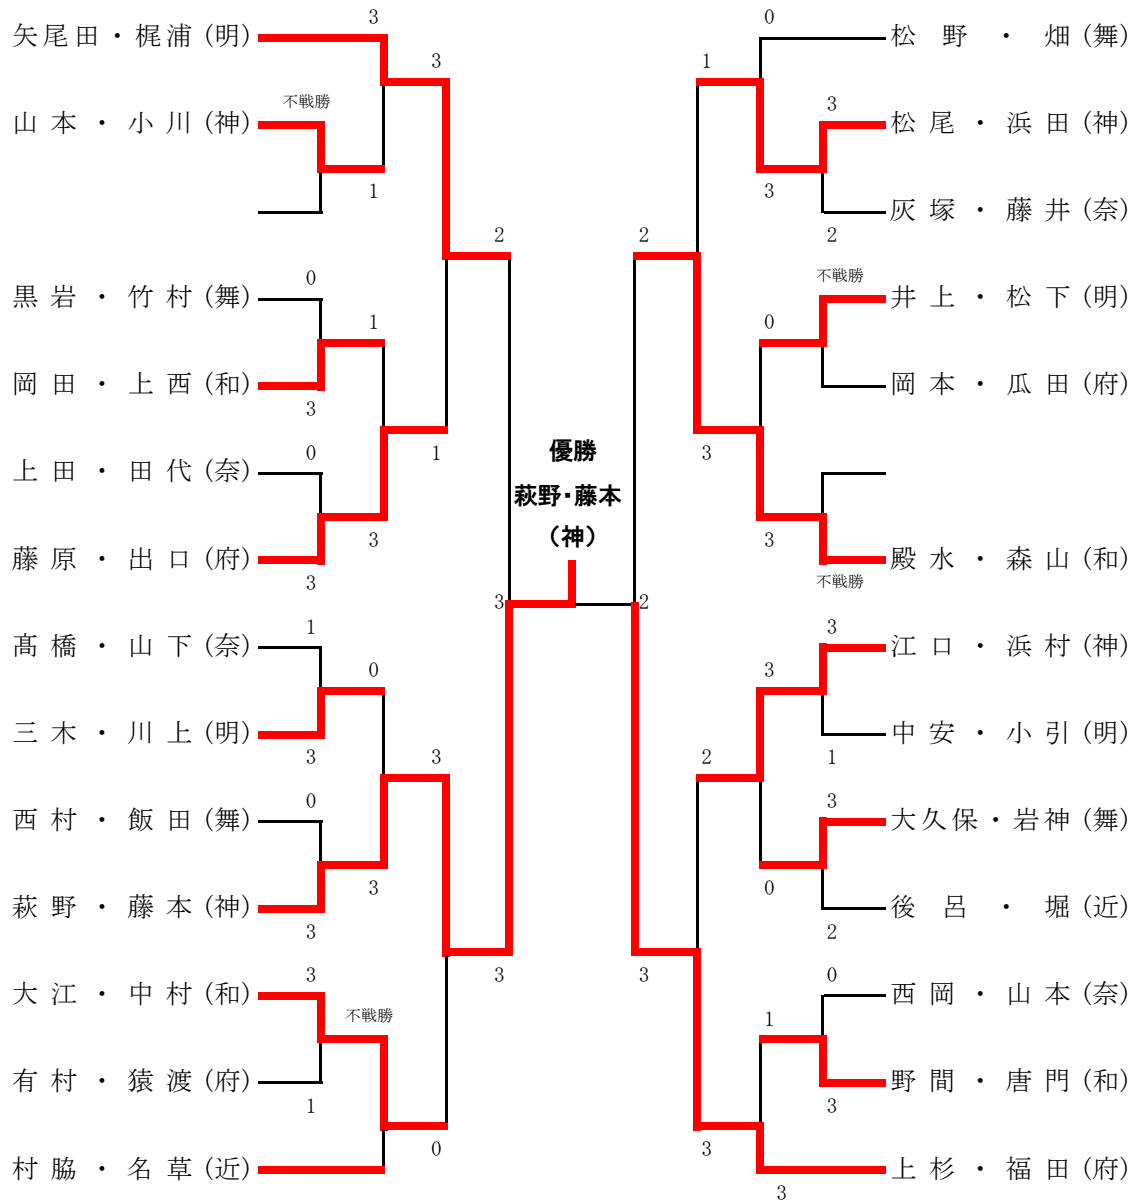 3
矢尾田・梶浦(明)
3
不戦勝
山本・小川(神)
1
2
0
黒岩・竹村(舞)
1
岡田・上西(和)
3
0
1
上田・田代(奈)
3
藤原・出口(府)
3
3
1
髙橋・山下(奈)
0
三木・川上(明)
3
3
0
西村・飯田(舞)
3
萩野・藤本(神)
3
3
3
大江・中村(和)
不戦勝
有村・猿渡(府)
1
0
村脇・名草(近)
優勝
萩野・藤本
(神)
0
松野・畑(舞)
1
3
松尾・浜田(神)
3
灰塚・藤井(奈)
2
2
不戦勝
井上・松下(明)
0
岡本・瓜田(府)
3
3
殿水・森山(和)
不戦勝
2
3
江口・浜村(神)
3
中安・小引(明)
1
2
3
大久保・岩神(舞)
0
後呂・堀(近)
2
3
0
西岡・山本(奈)
1
野間・唐門(和)
3
3
上杉・福田(府)
3